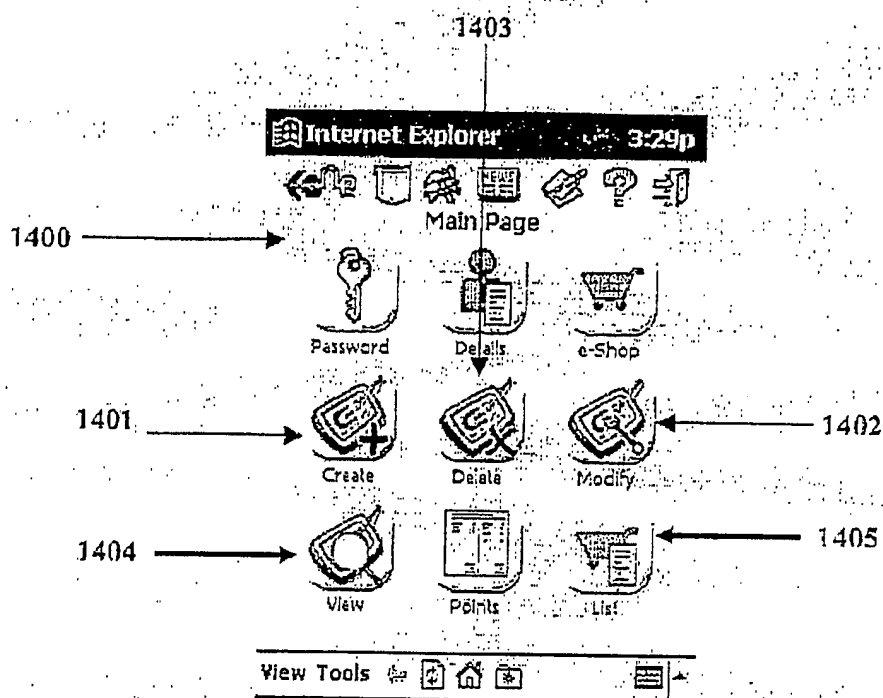 1403
Internet Explorer 3:29p
NEWS
Main Page
1400
Password Details e-Shop
1401 1402
Create Delete Modify
1404 1405
View Points List
View Tools